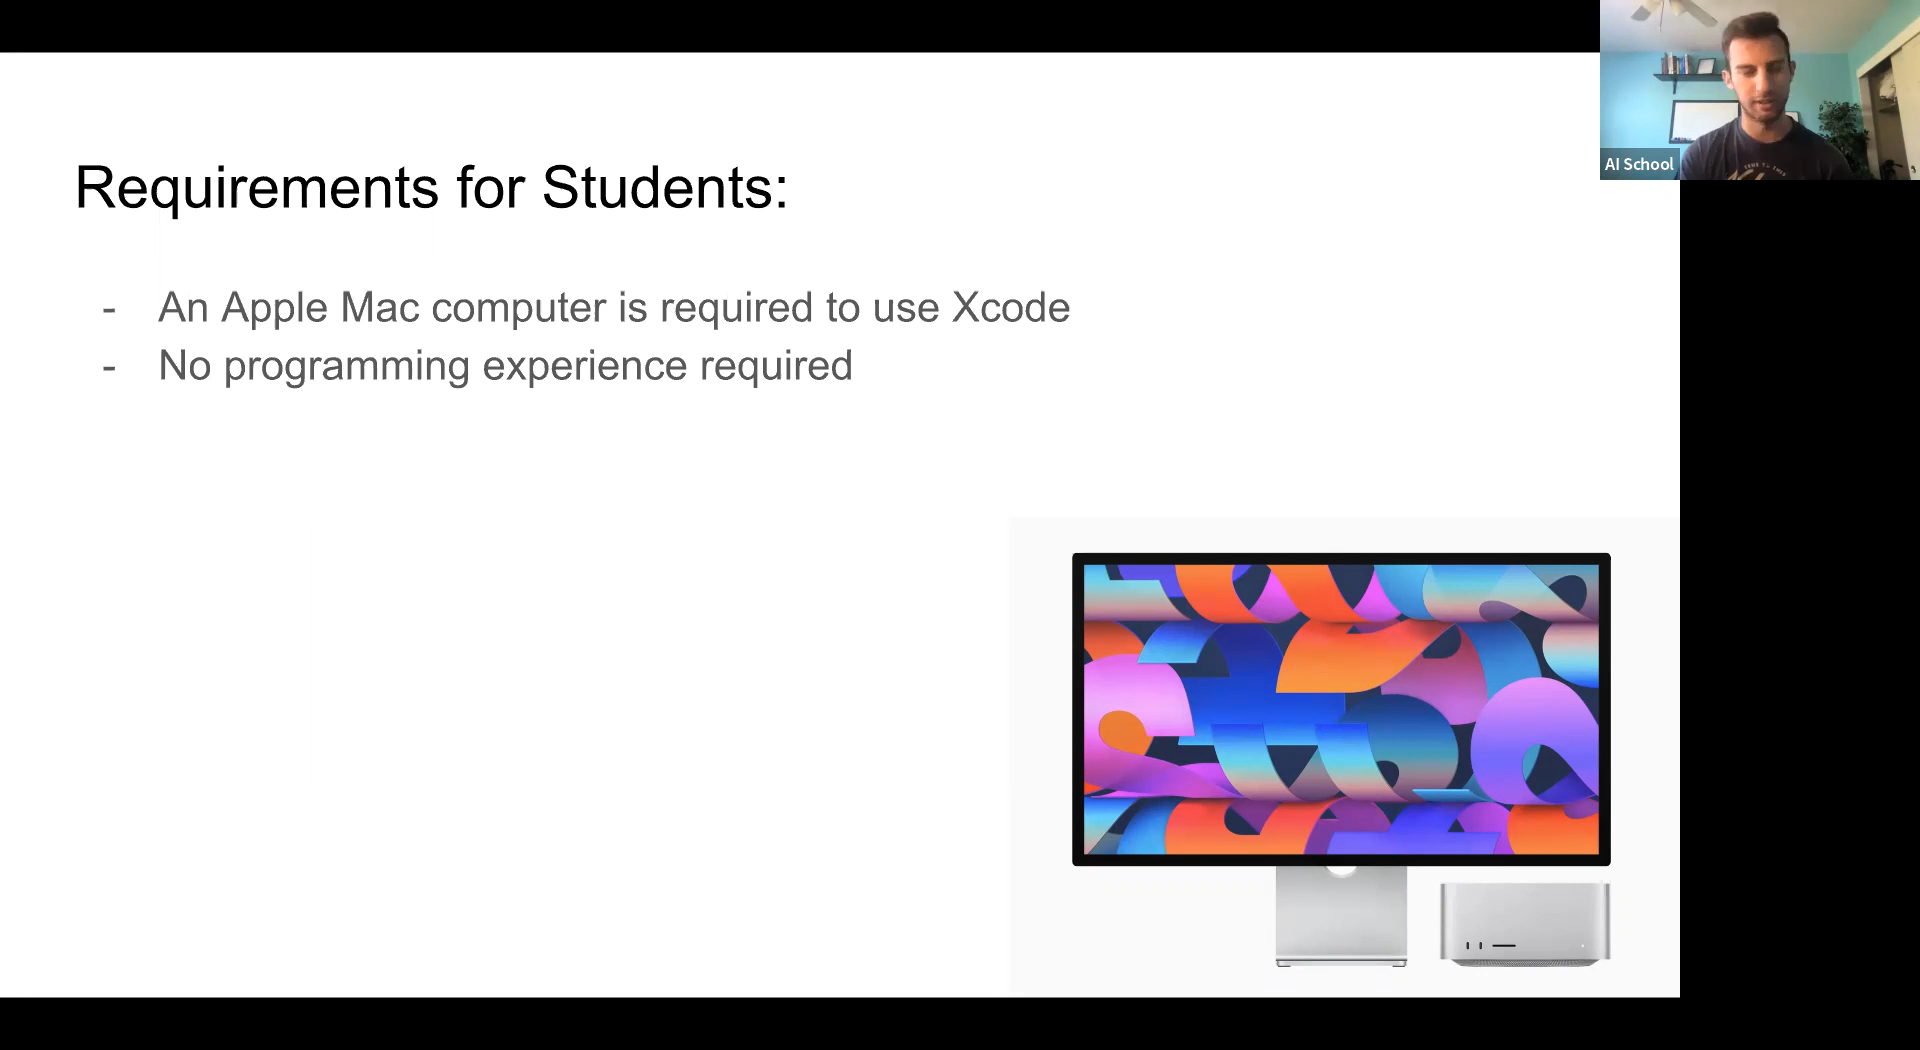 AI School
Requirements for Students:
- An Apple Mac computer is required to use Xcode
- No programming experience required